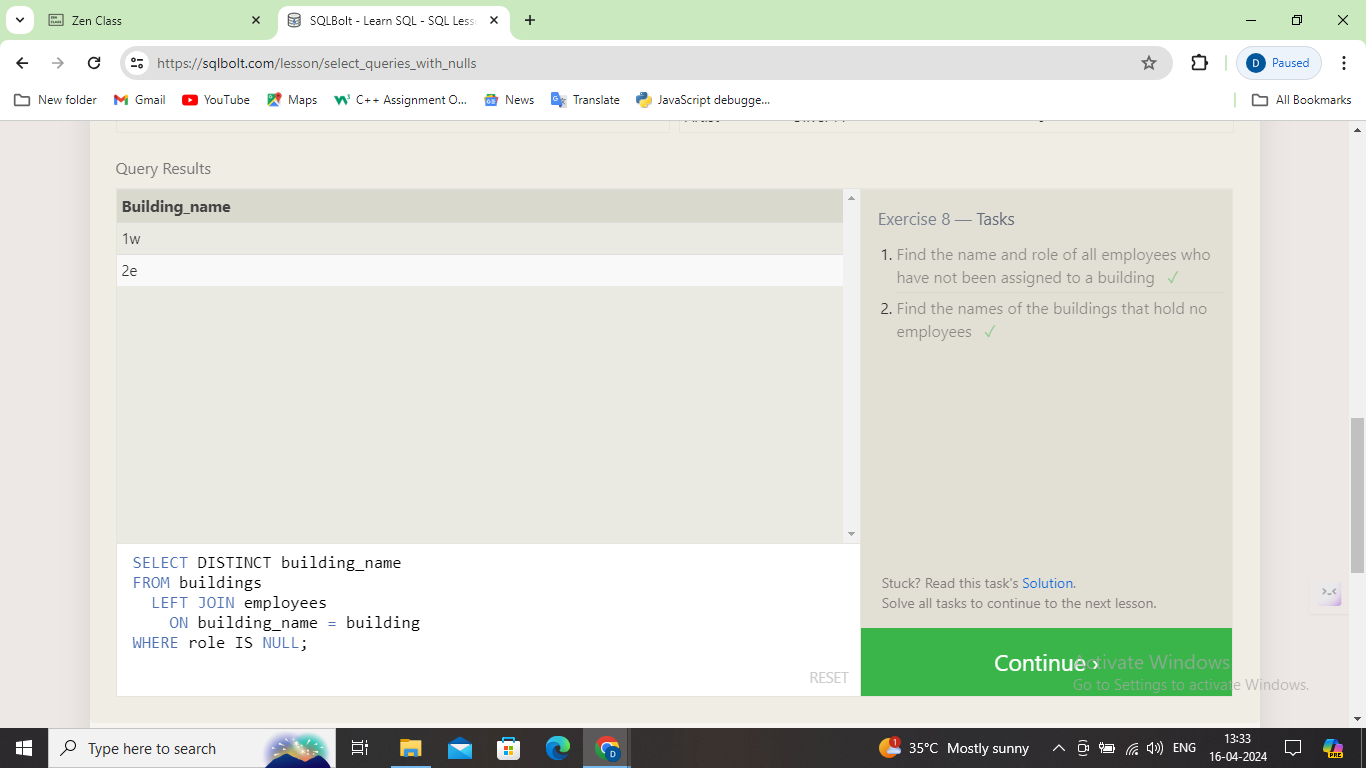 Zen Class
SQLBolt - Learn SQL - SQL Less
https://sqlbolt.com/lesson/select_queries_with_nulls
D Paused
New folder
Gmail
YouTube
Maps
C++ Assignment O...
News
Translate
JavaScript debugge...
All Bookmarks
Query Results
Building_name
1w
2e
Exercise 8 — Tasks
1. Find the name and role of all employees who
have not been assigned to a building ✓
2. Find the names of the buildings that hold no
employees ✓
SELECT DISTINCT building_name
FROM buildings
LEFT JOIN employees
ON building_name = building
WHERE role IS NULL;
RESET
Stuck? Read this task's Solution.
Solve all tasks to continue to the next lesson.
Continue ›
Activate Windows
Go to Settings to activate Windows.
Type here to search
D
1
35°C Mostly sunny
ENG
13:33
16-04-2024
PRE